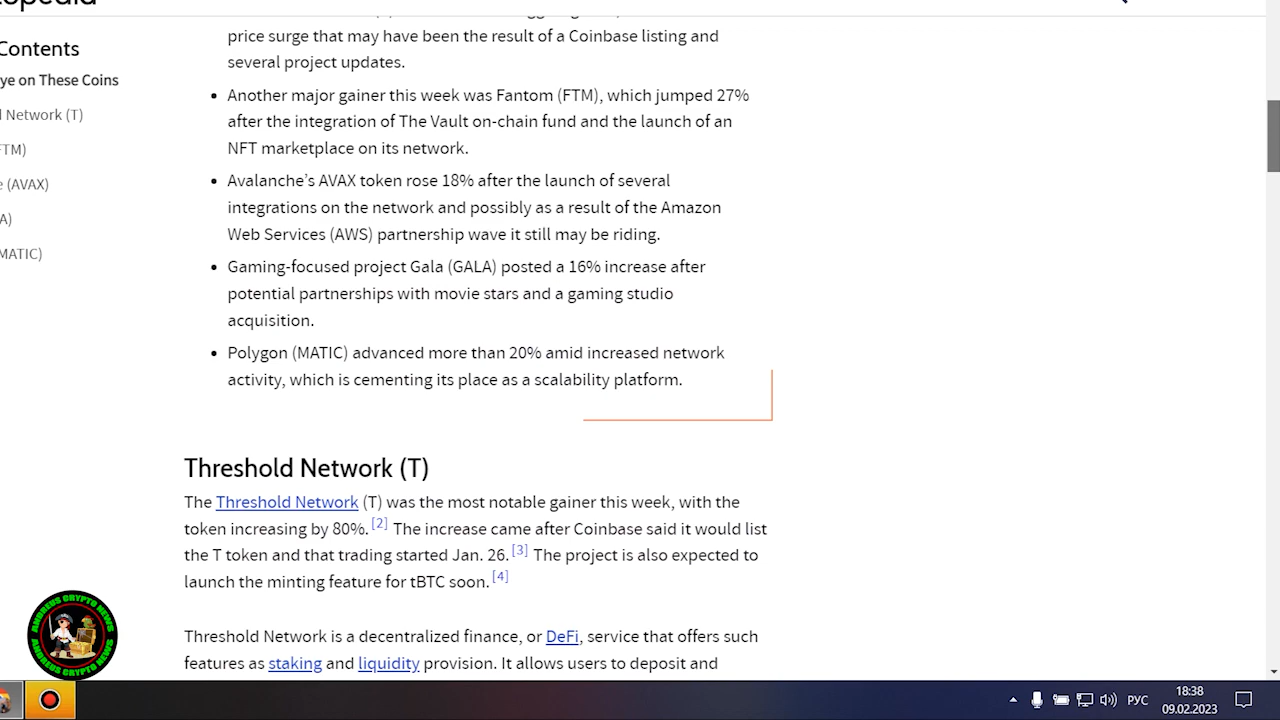 Contents
ye on These Coins
Network (T)
FTM)
(AVAX)
A)
MATIC)
price surge that may have been the result of a Coinbase listing and
several project updates.
• Another major gainer this week was Fantom (FTM), which jumped 27%
after the integration of The Vault on-chain fund and the launch of an
NFT marketplace on its network.
• Avalanche’s AVAX token rose 18% after the launch of several
integrations on the network and possibly as a result of the Amazon
Web Services (AWS) partnership wave it still may be riding.
• Gaming-focused project Gala (GALA) posted a 16% increase after
potential partnerships with movie stars and a gaming studio
acquisition.
• Polygon (MATIC) advanced more than 20% amid increased network
activity, which is cementing its place as a scalability platform.
Threshold Network (T)
The Threshold Network (T) was the most notable gainer this week, with the
token increasing by 80%.[2] The increase came after Coinbase said it would list
the T token and that trading started Jan. 26.[3] The project is also expected to
launch the minting feature for tBTC soon.[4]
Threshold Network is a decentralized finance, or DeFi, service that offers such
features as staking and liquidity provision. It allows users to deposit and
ANDREUS CRYPTO NEWS
ANDREUS CRYPTO NEWS
РУС
18:38
09.02.2023